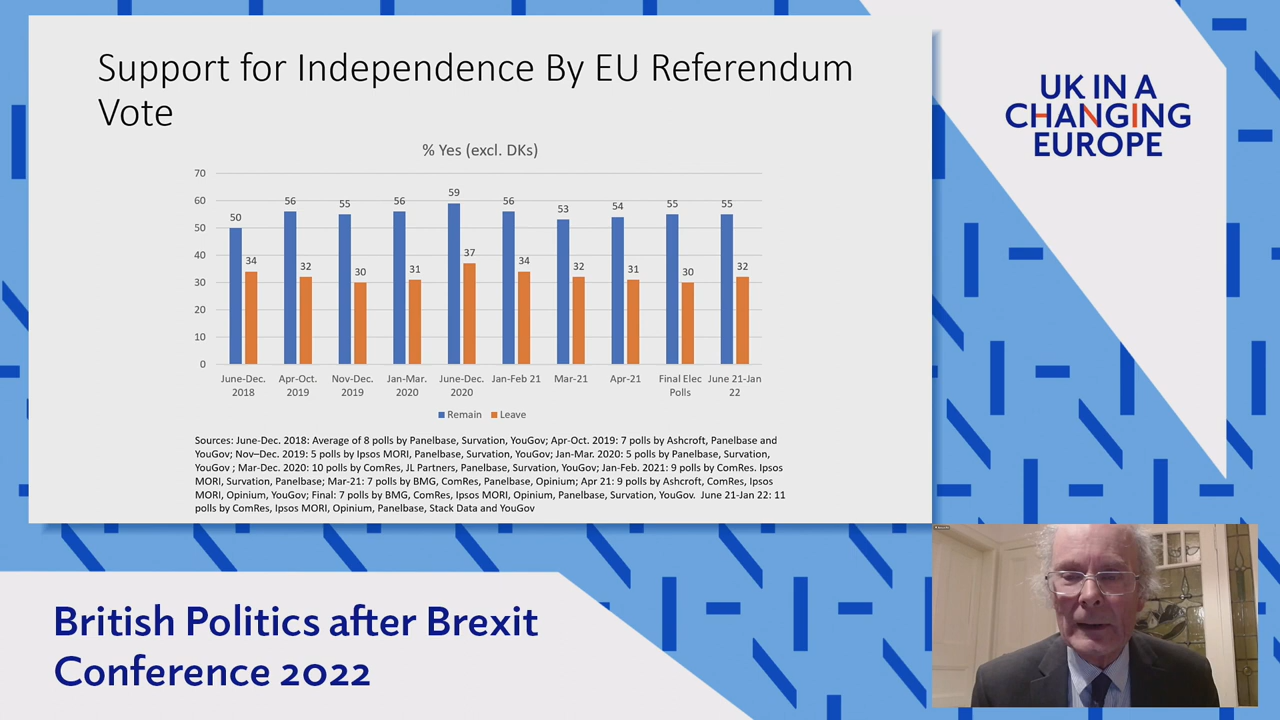 Support for Independence By EU Referendum
Vote
% Yes (excl. DKs)
70
60
50
40
30
20
10
0
50
34
56
32
55
30
56
31
59
37
56
34
53
32
54
31
55
30
55
32
June-Dec.
2018
Apr-Oct.
2019
Nov-Dec.
2019
Jan-Mar.
2020
June-Dec.
2020
Jan-Feb 21
Mar-21
Apr-21
Final Elec
Polls
June 21-Jan
22
Remain
Leave
Sources: June-Dec. 2018: Average of 8 polls by Panelbase, Survation, YouGov; Apr-Oct. 2019: 7 polls by Ashcroft, Panelbase and
YouGov; Nov–Dec. 2019: 5 polls by Ipsos MORI, Panelbase, Survation, YouGov; Jan-Mar. 2020: 5 polls by Panelbase, Survation,
YouGov ; Mar-Dec. 2020: 10 polls by ComRes, JL Partners, Panelbase, Survation, YouGov; Jan-Feb. 2021: 9 polls by ComRes. Ipsos
MORI, Survation, Panelbase; Mar-21: 7 polls by BMG, ComRes, Panelbase, Opinium; Apr 21: 9 polls by Ashcroft, ComRes, Ipsos
MORI, Opinium, YouGov; Final: 7 polls by BMG, ComRes, Ipsos MORI, Opinium, Panelbase, Survation, YouGov. June 21-Jan 22: 11
polls by ComRes, Ipsos MORI, Opinium, Panelbase, Stack Data and YouGov
UK IN A
CHANGING
EUROPE
British Politics after Brexit
Conference 2022